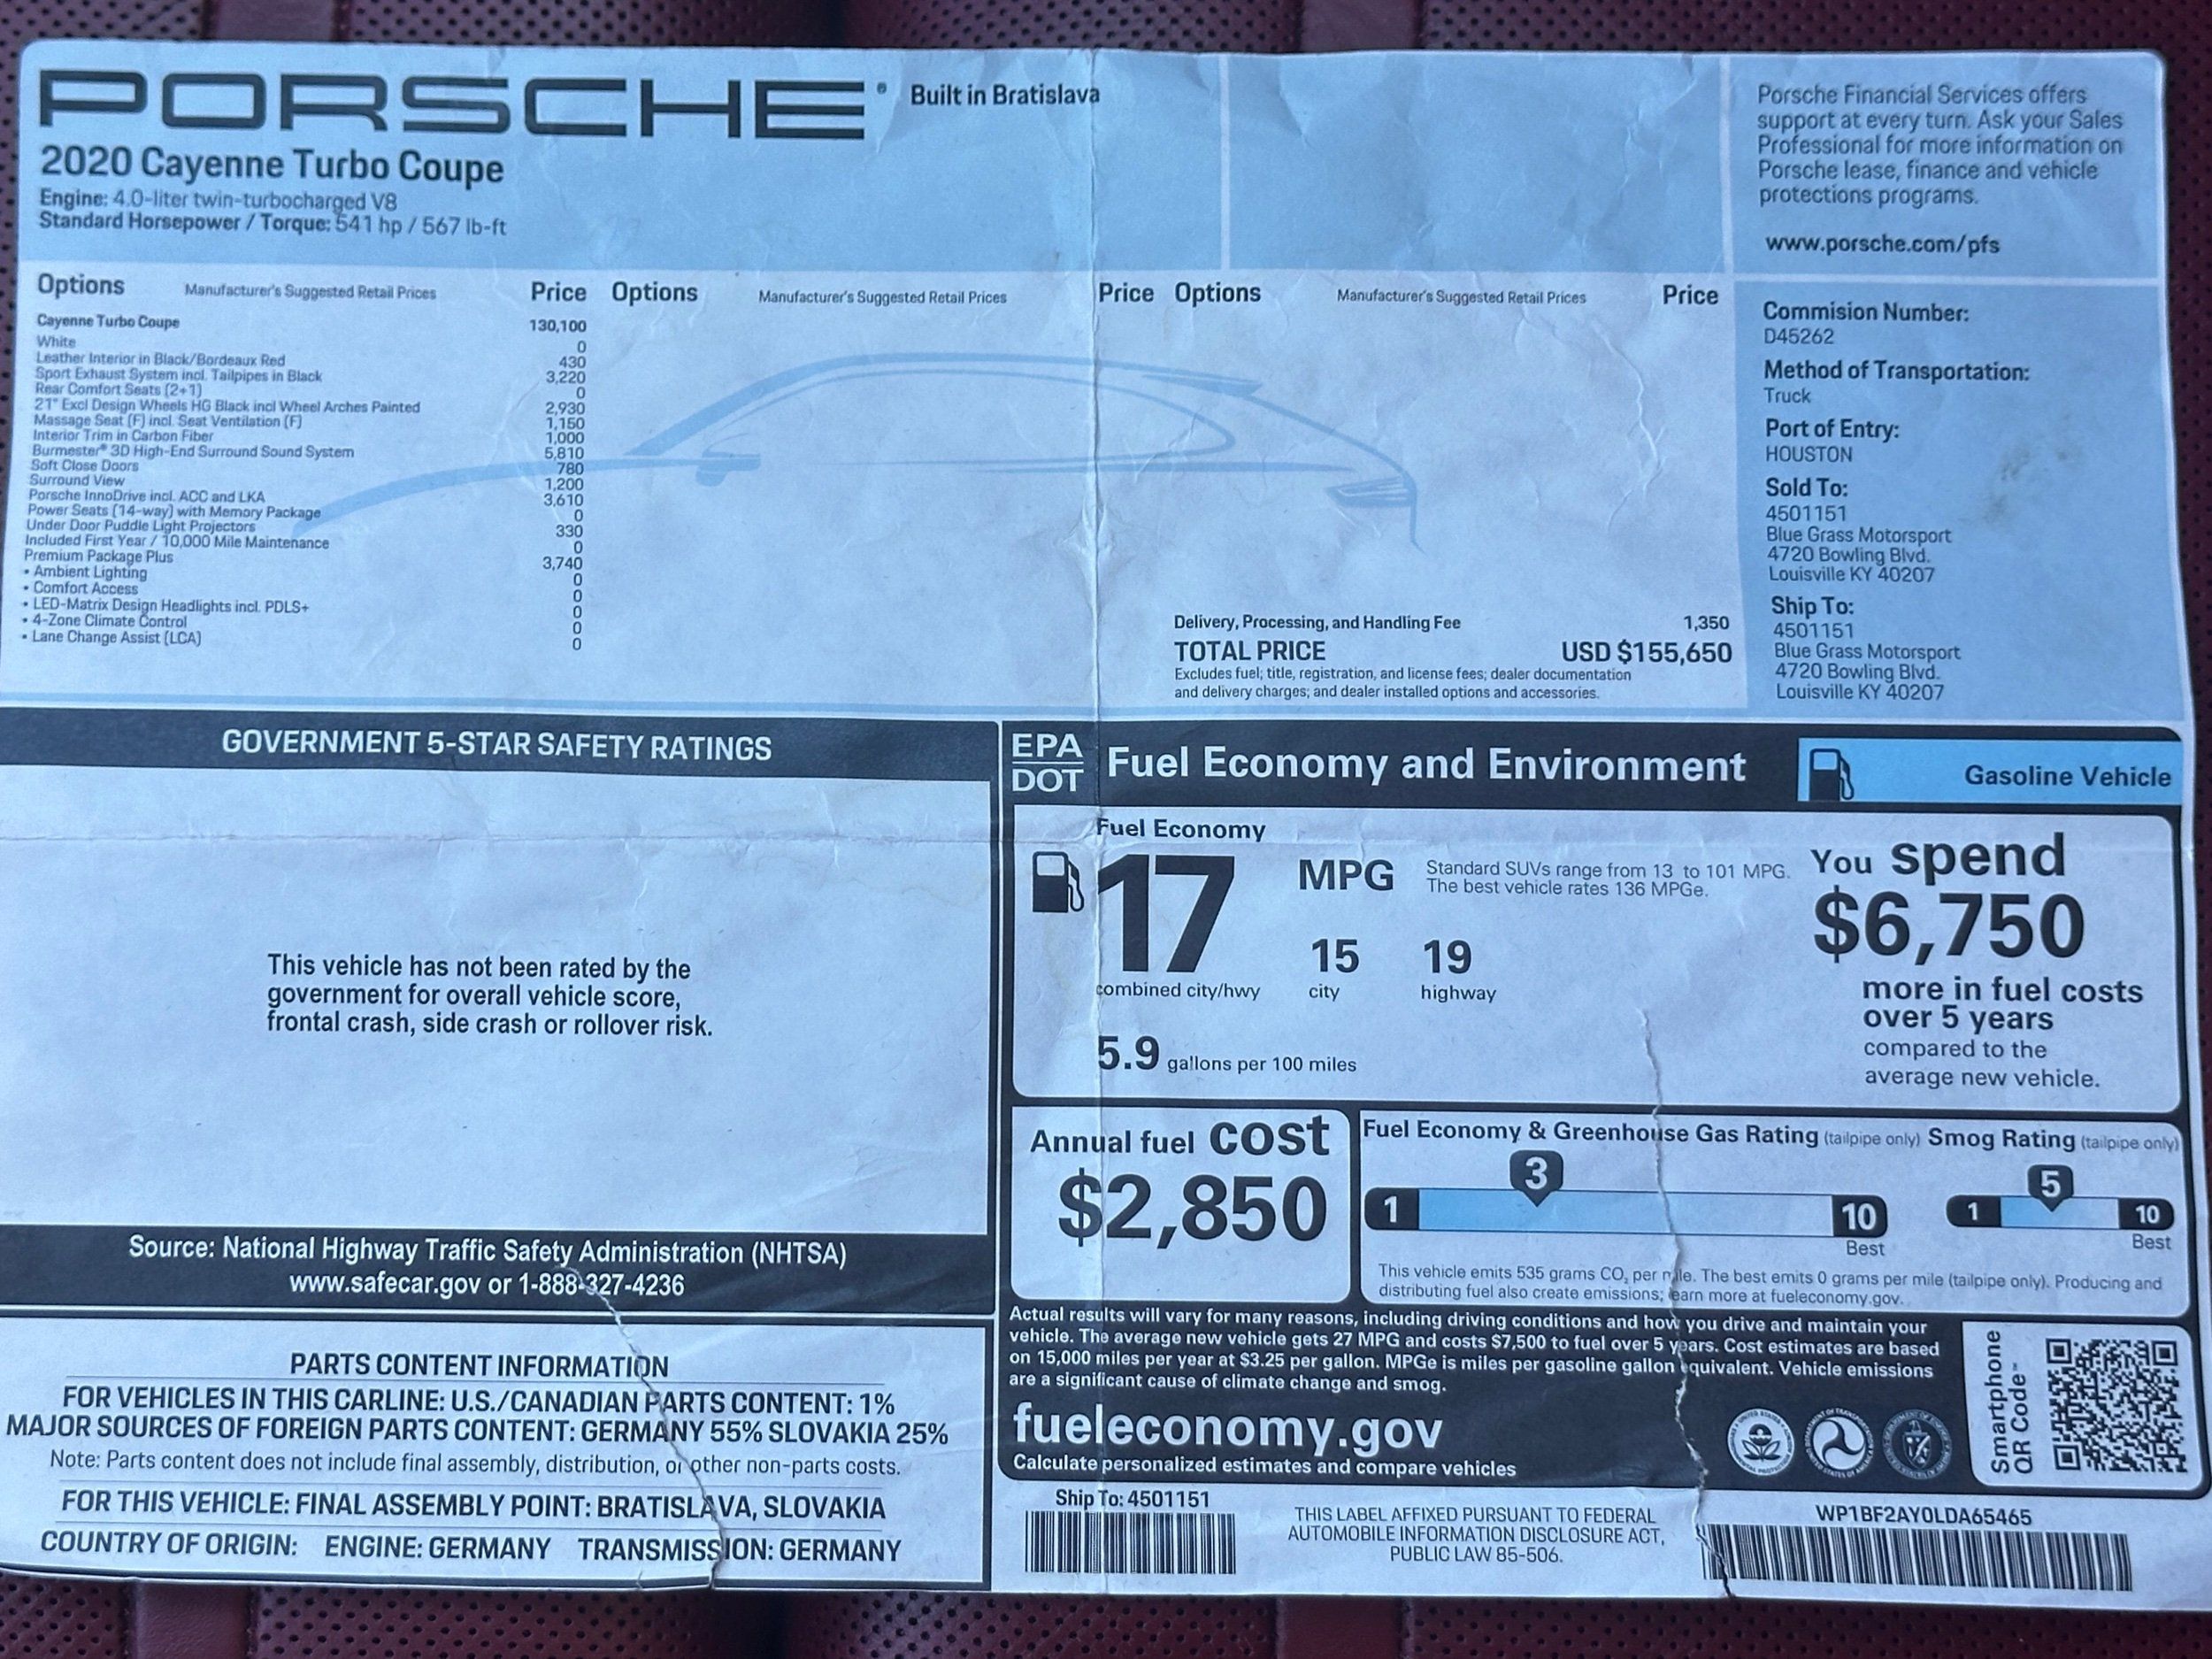 PORSCHE® Built in Bratislava
2020 Cayenne Turbo Coupe
Engine: 4.0-liter twin-turbocharged V8
Standard Horsepower / Torque: 541 hp / 567 lb-ft
Porsche Financial Services offers
support at every turn. Ask your Sales
Professional for more information on
Porsche lease, finance and vehicle
protections programs.
www.porsche.com/pfs
Options Manufacturer's Suggested Retail Prices Price Options Manufacturer's Suggested Retail Prices Price Options Manufacturer's Suggested Retail Prices Price
Cayenne Turbo Coupe 130,100
White 0
Leather Interior in Black/Bordeaux Red 430
Sport Exhaust System incl. Tailpipes in Black 3,220
Rear Comfort Seats (2+1) 0
21" Excl Design Wheels HG Black incl Wheel Arches Painted 2,930
Massage Seat (F) incl. Seat Ventilation (F) 1,150
Interior Trim in Carbon Fiber 1,000
Burmester® 3D High-End Surround Sound System 5,810
Soft Close Doors 780
Surround View 1,200
Porsche InnoDrive incl. ACC and LKA 3,610
Power Seats (14-way) with Memory Package 0
Under Door Puddle Light Projectors 330
Included First Year / 10,000 Mile Maintenance 0
Premium Package Plus 3,740
• Ambient Lighting 0
• Comfort Access 0
• LED-Matrix Design Headlights incl. PDLS+ 0
• 4-Zone Climate Control 0
• Lane Change Assist (LCA) 0
Delivery, Processing, and Handling Fee 1,350
TOTAL PRICE USD $155,650
Excludes fuel; title, registration, and license fees; dealer documentation
and delivery charges; and dealer installed options and accessories.
Commision Number:
D45262
Method of Transportation:
Truck
Port of Entry:
HOUSTON
Sold To:
4501151
Blue Grass Motorsport
4720 Bowling Blvd.
Louisville KY 40207
Ship To:
4501151
Blue Grass Motorsport
4720 Bowling Blvd.
Louisville KY 40207
GOVERNMENT 5-STAR SAFETY RATINGS
This vehicle has not been rated by the
government for overall vehicle score,
frontal crash, side crash or rollover risk.
Source: National Highway Traffic Safety Administration (NHTSA)
www.safecar.gov or 1-888-327-4236
PARTS CONTENT INFORMATION
FOR VEHICLES IN THIS CARLINE: U.S./CANADIAN PARTS CONTENT: 1%
MAJOR SOURCES OF FOREIGN PARTS CONTENT: GERMANY 55% SLOVAKIA 25%
Note: Parts content does not include final assembly, distribution, or other non-parts costs.
FOR THIS VEHICLE: FINAL ASSEMBLY POINT: BRATISLAVA, SLOVAKIA
COUNTRY OF ORIGIN: ENGINE: GERMANY TRANSMISSION: GERMANY
EPA
DOT
Fuel Economy and Environment
Gasoline Vehicle
Fuel Economy
17 MPG
Standard SUVs range from 13 to 101 MPG.
The best vehicle rates 136 MPGe.
15 19
combined city/hwy city highway
5.9 gallons per 100 miles
You spend
$6,750
more in fuel costs
over 5 years
compared to the
average new vehicle.
Annual fuel cost
$2,850
Fuel Economy & Greenhouse Gas Rating (tailpipe only) Smog Rating (tailpipe only)
3 5
1 10 1 10
Best Best
This vehicle emits 535 grams CO₂ per mile. The best emits 0 grams per mile (tailpipe only). Producing and
distributing fuel also create emissions; learn more at fueleconomy.gov.
Actual results will vary for many reasons, including driving conditions and how you drive and maintain your
vehicle. The average new vehicle gets 27 MPG and costs $7,500 to fuel over 5 years. Cost estimates are based
on 15,000 miles per year at $3.25 per gallon. MPGe is miles per gasoline gallon equivalent. Vehicle emissions
are a significant cause of climate change and smog.
fueleconomy.gov
Calculate personalized estimates and compare vehicles
Smartphone
QR Code™
Ship To: 4501151
THIS LABEL AFFIXED PURSUANT TO FEDERAL
AUTOMOBILE INFORMATION DISCLOSURE ACT,
PUBLIC LAW 85-506.
WP1BF2AY0LDA65465